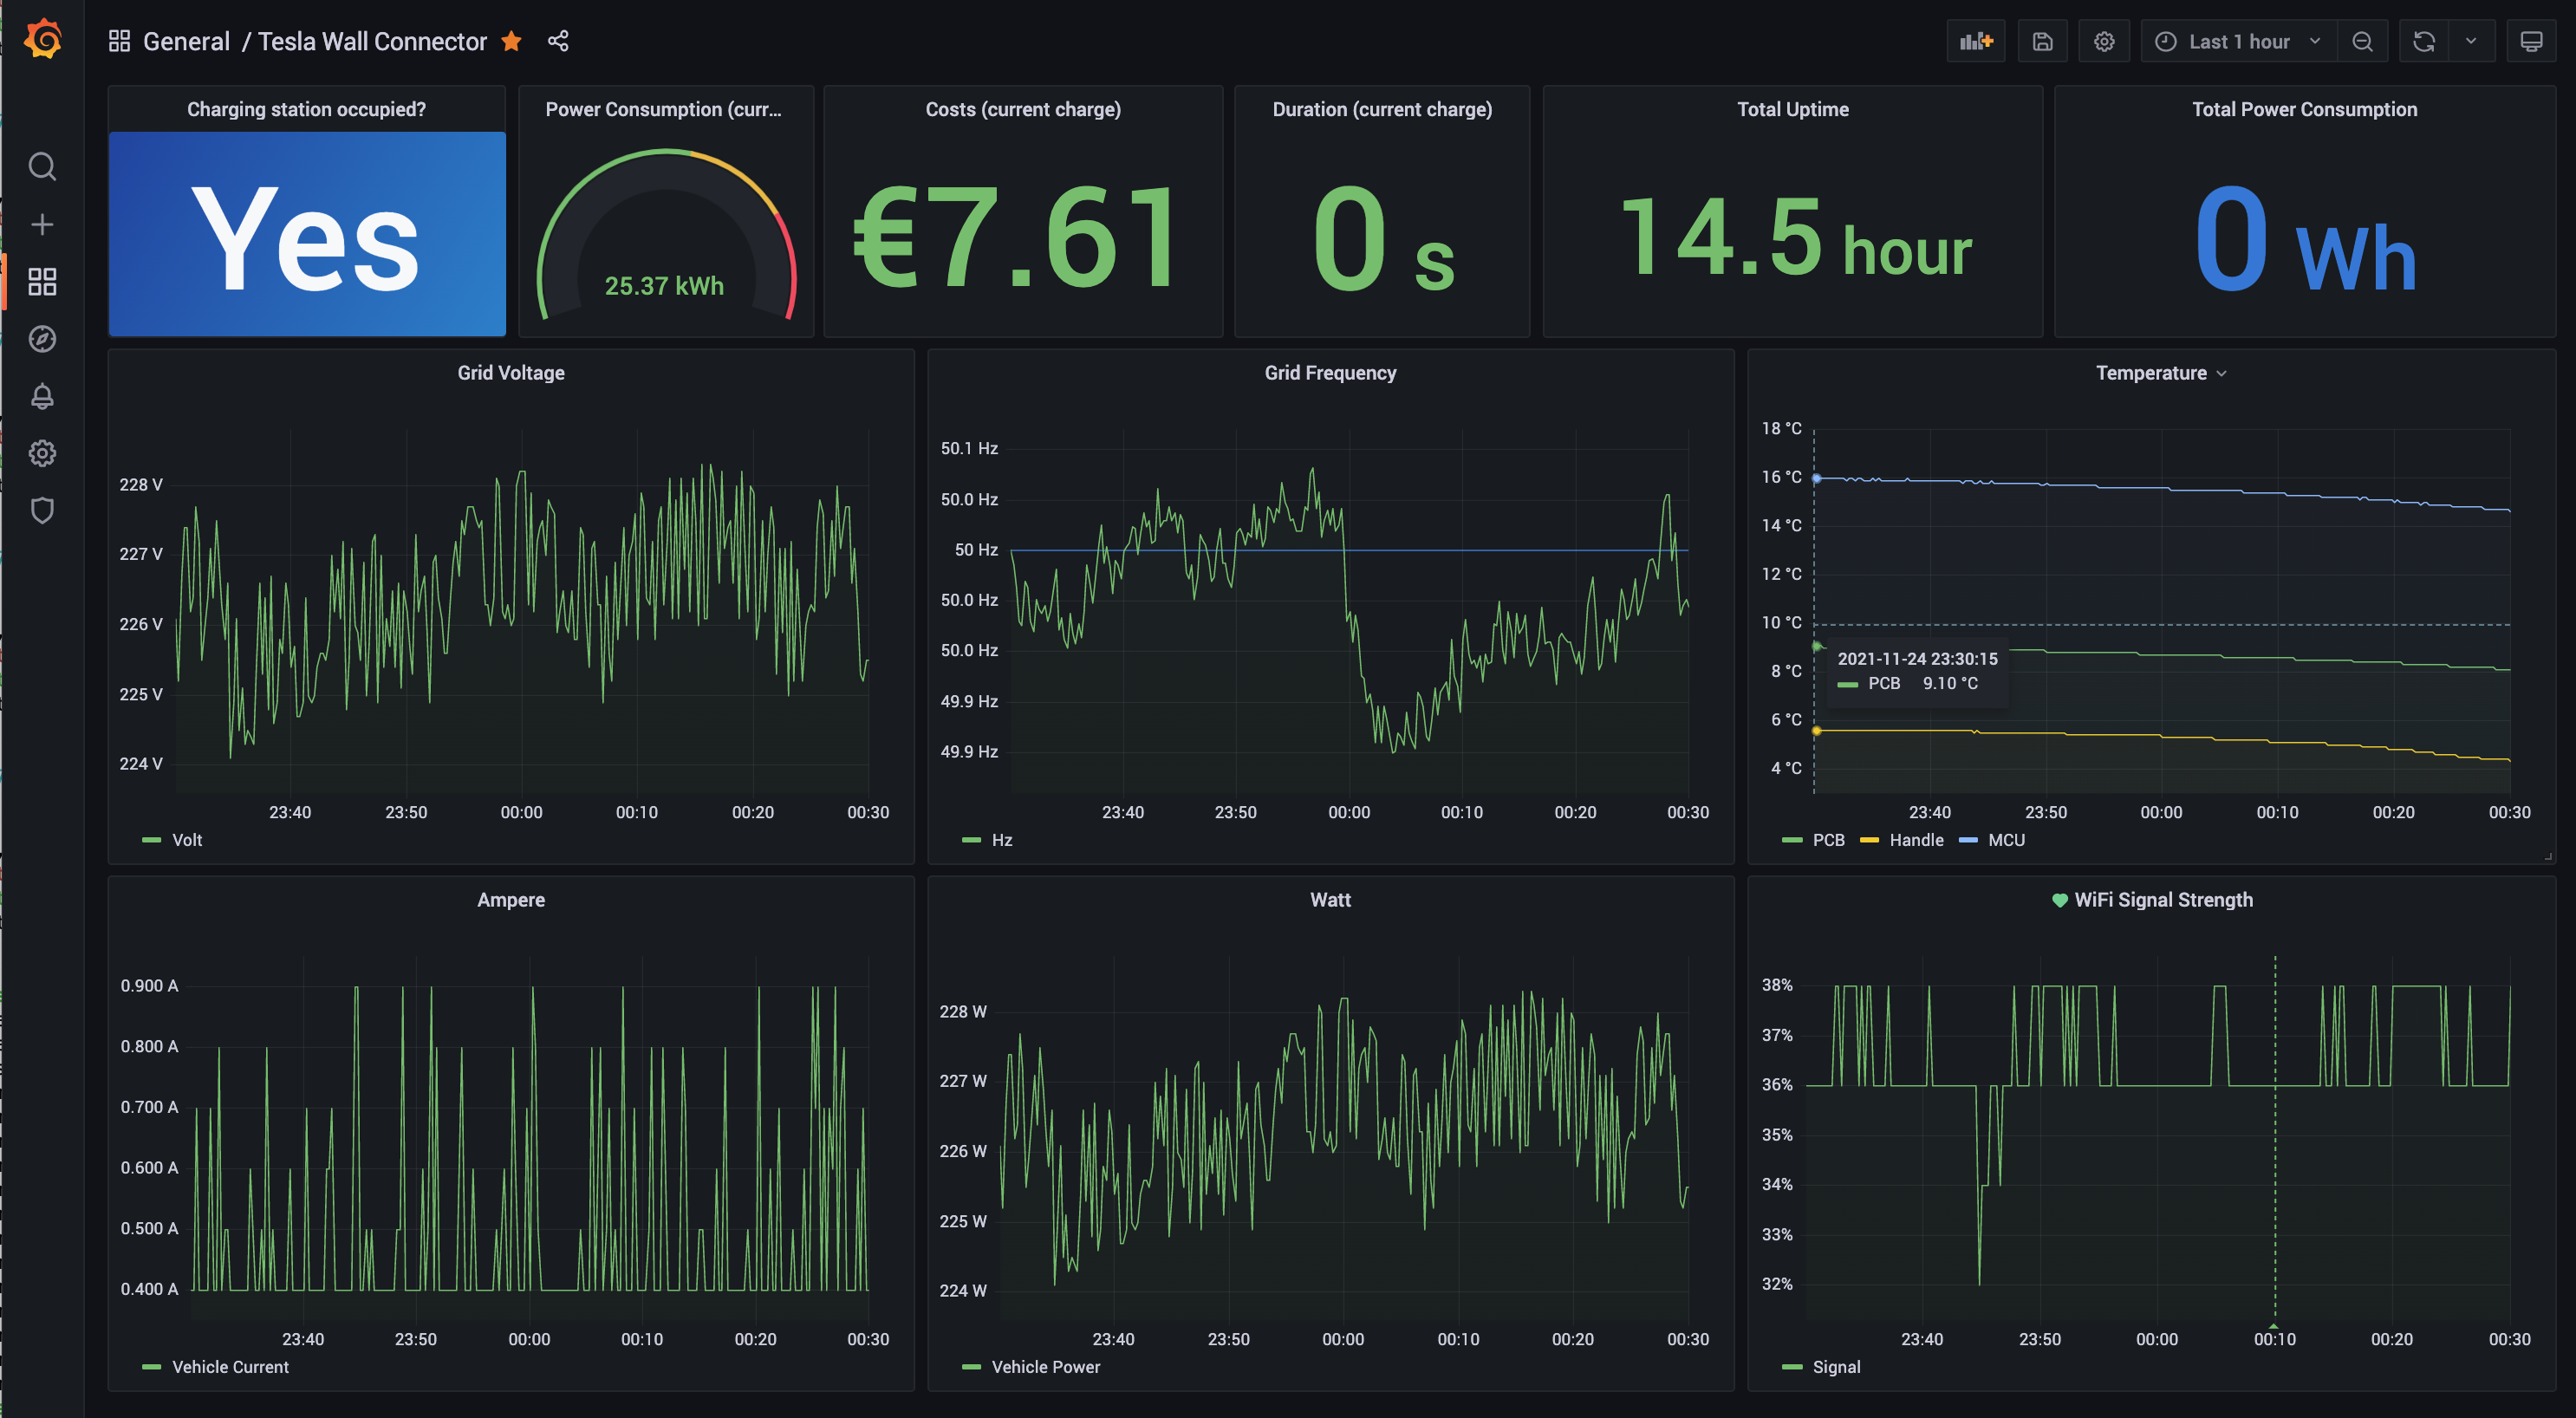 General / Tesla Wall Connector
Last 1 hour
Charging station occupied?
Yes
Power Consumption (curr...
25.37 kWh
Costs (current charge)
€7.61
Duration (current charge)
0 s
Total Uptime
14.5 hour
Total Power Consumption
0 Wh
Grid Voltage
228 V
227 V
226 V
225 V
224 V
23:40 23:50 00:00 00:10 00:20 00:30
Volt
Grid Frequency
50.1 Hz
50.0 Hz
50 Hz
50.0 Hz
50.0 Hz
49.9 Hz
49.9 Hz
23:40 23:50 00:00 00:10 00:20 00:30
Hz
Temperature
18 °C
16 °C
14 °C
12 °C
10 °C
8 °C
6 °C
4 °C
2021-11-24 23:30:15
PCB 9.10 °C
23:40 23:50 00:00 00:10 00:20 00:30
PCB Handle MCU
Ampere
0.900 A
0.800 A
0.700 A
0.600 A
0.500 A
0.400 A
23:40 23:50 00:00 00:10 00:20 00:30
Vehicle Current
Watt
228 W
227 W
226 W
225 W
224 W
23:40 23:50 00:00 00:10 00:20 00:30
Vehicle Power
WiFi Signal Strength
38%
37%
36%
35%
34%
33%
32%
23:40 23:50 00:00 00:10 00:20 00:30
Signal